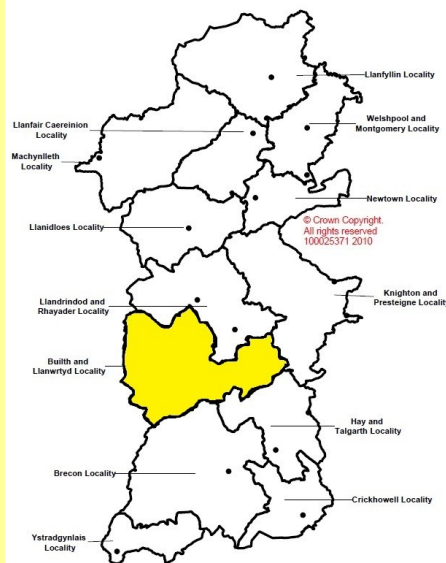 Llanfyllin Locality
Llanfair Caereinion
Locality
Welshpool and
Montgomery Locality
Machynlleth
Locality
Newtown Locality
© Crown Copyright.
All rights reserved
100025371 2010
Llanidloes Locality
Knighton and
Presteigne Locality
Llandrindod and
Rhayader Locality
Builth and
Llanwrtyd Locality
Hay and
Talgarth Locality
Brecon Locality
Crickhowell Locality
Ystradgynlais
Locality